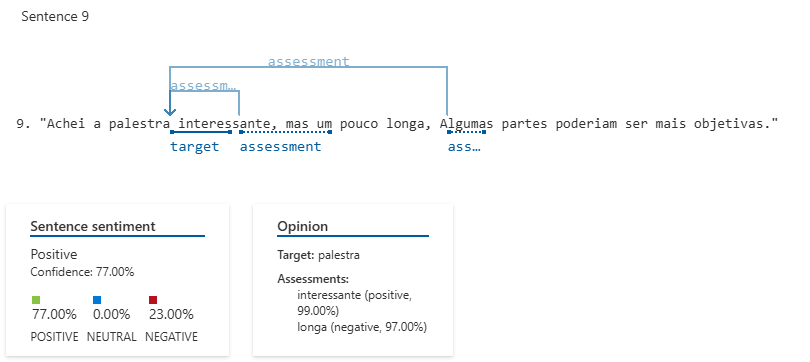 Sentence 9
assessment
assessm…
9. "Achei a palestra interessante, mas um pouco longa, Algumas partes poderiam ser mais objetivas."
target assessment ass…
Sentence sentiment
Positive
Confidence: 77.00%
77.00% 0.00% 23.00%
POSITIVE NEUTRAL NEGATIVE
Opinion
Target: palestra
Assessments:
interessante (positive,
99.00%)
longa (negative, 97.00%)